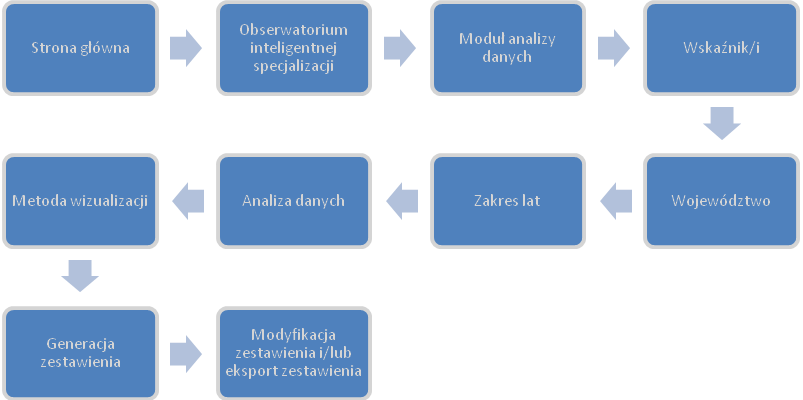 Strona główna
Obserwatorium
inteligentnej
specjalizacji
Moduł analizy
danych
Wskaźnik/i
Województwo
Zakres lat
Analiza danych
Metoda wizualizacji
Generacja
zestawienia
Modyfikacja
zestawienia i/lub
eksport zestawienia